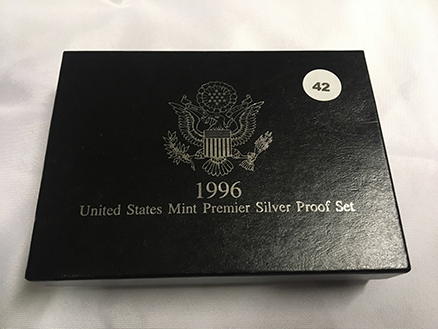 42
1996
United States Mint Premier Silver Proof Set